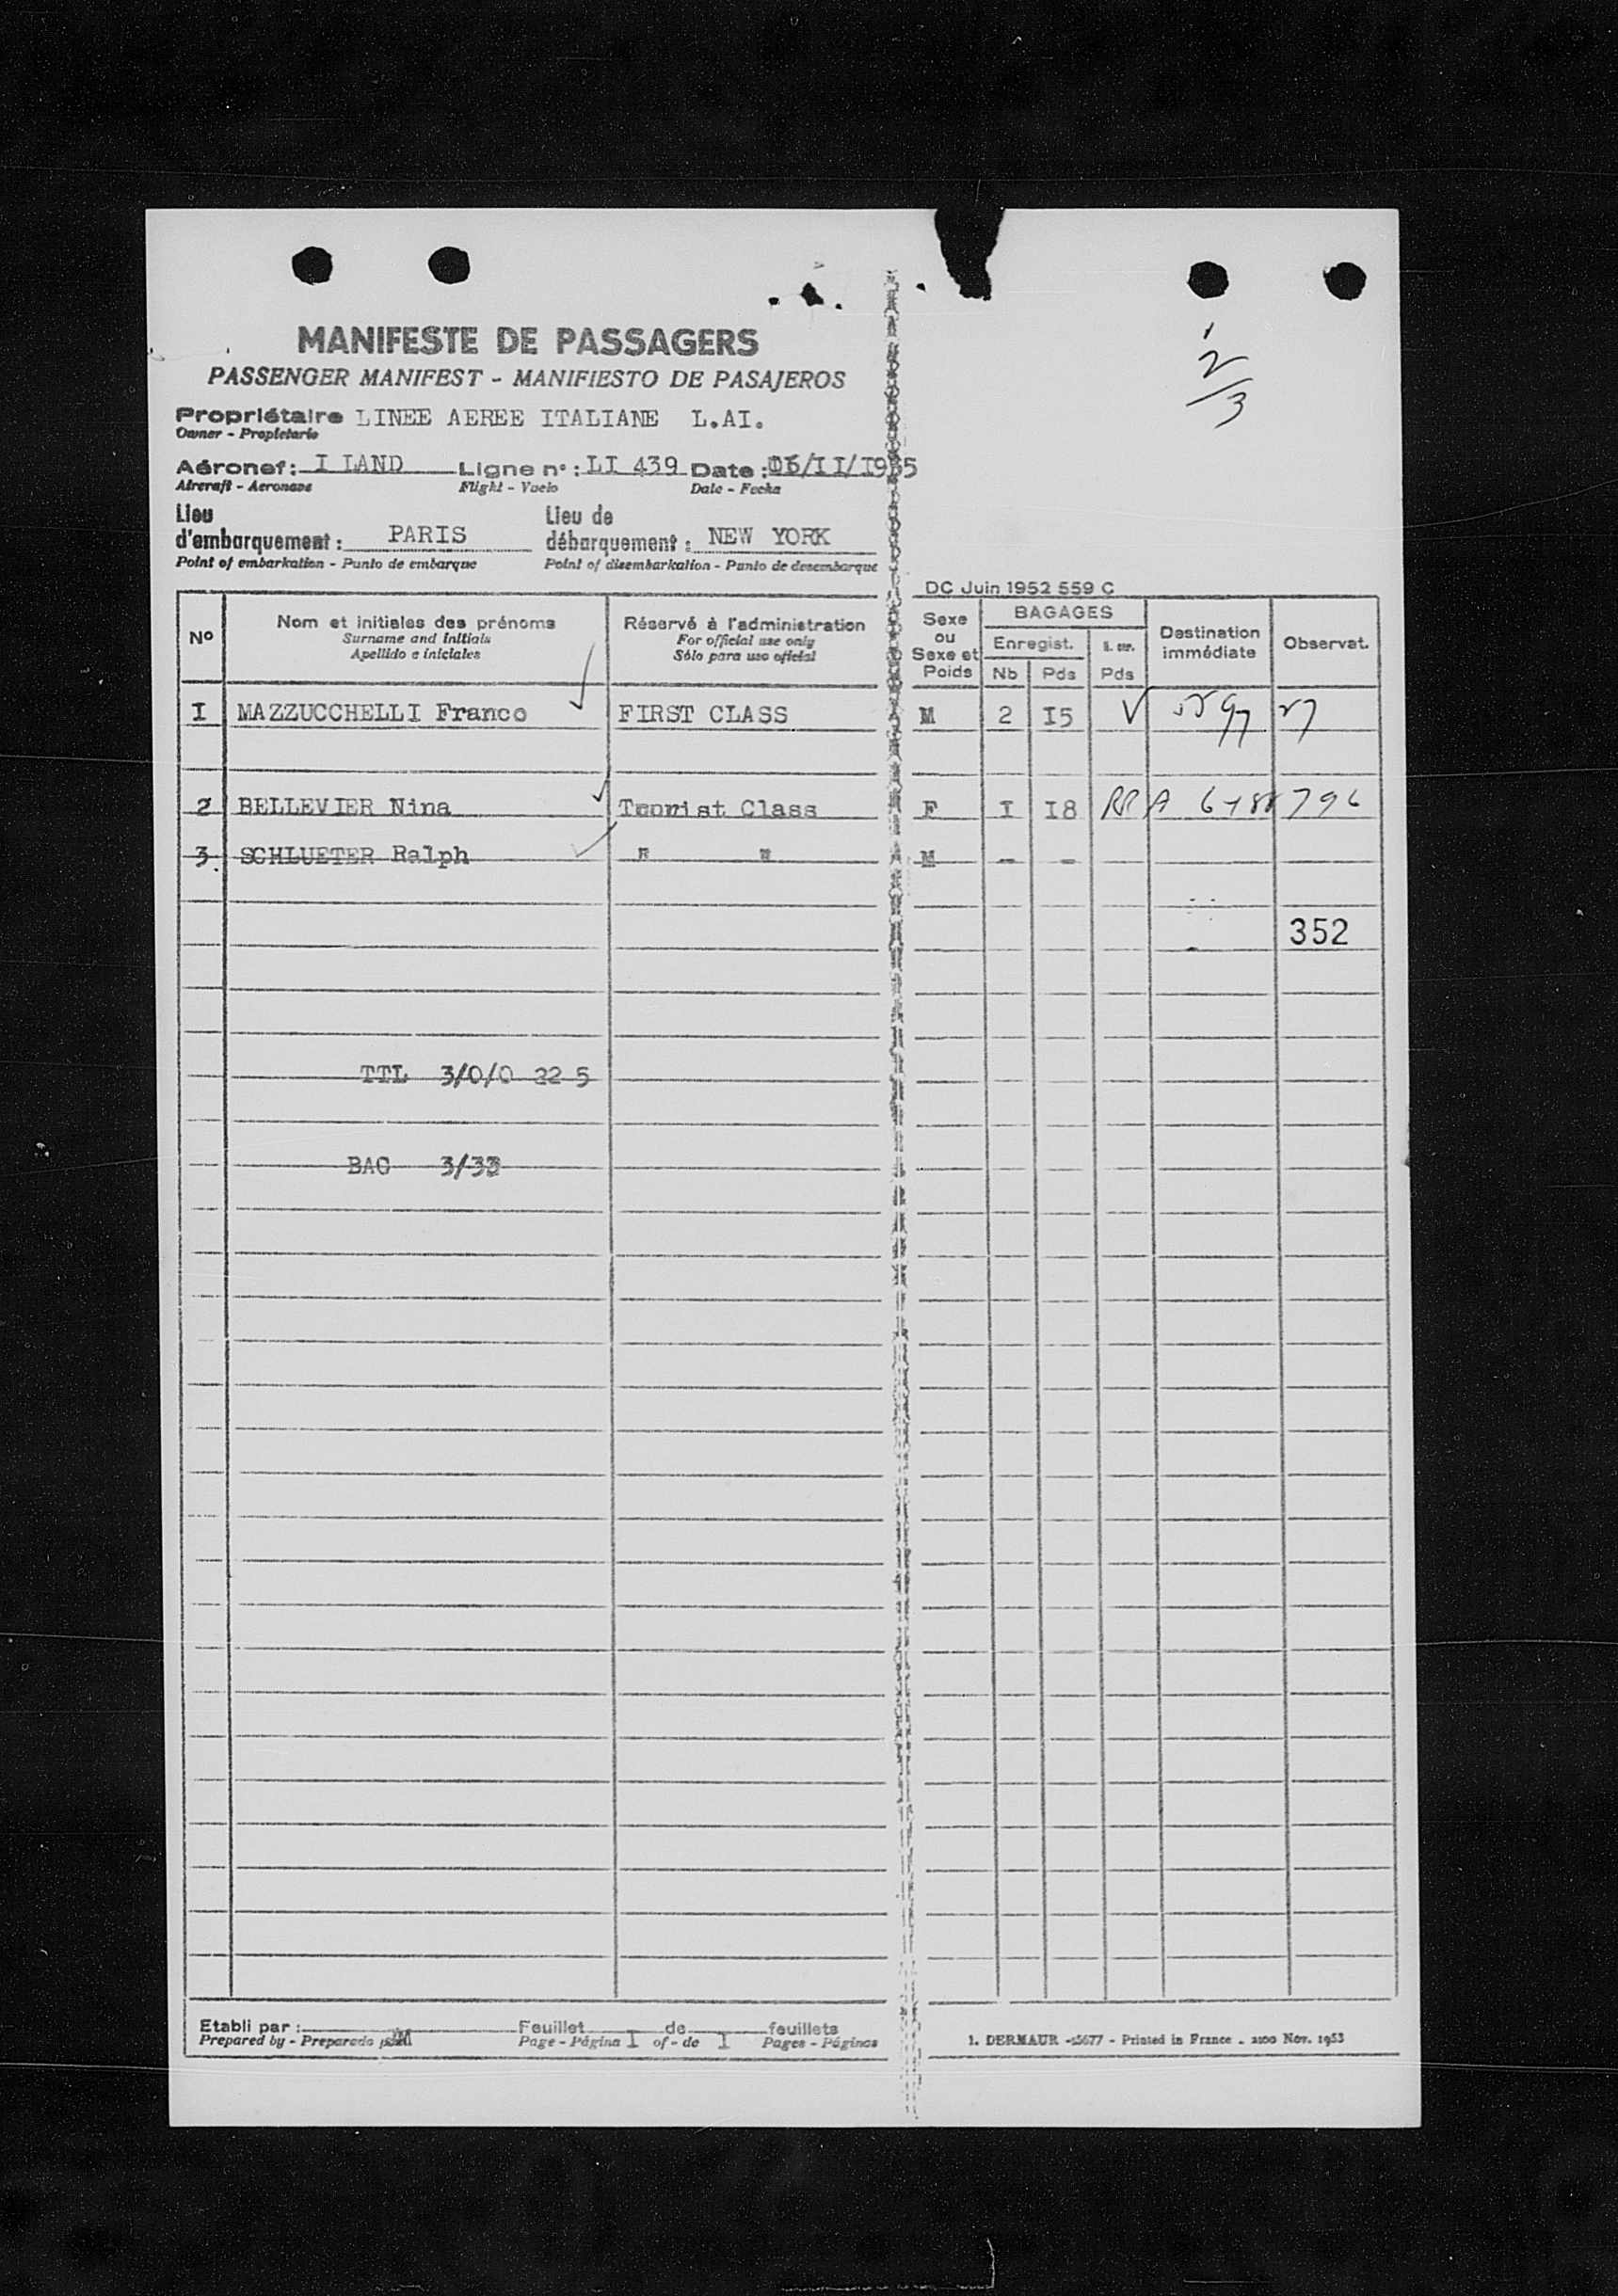 1
2
3
MANIFESTE DE PASSAGERS
PASSENGER MANIFEST - MANIFIESTO DE PASAJEROS
Propriétaire LINEE AEREE ITALIANE L.AI.
Owner - Propietario
Aéronef: I LAND Ligne n°: LI 439 Date:
Aircraft - Aeronave Flight - Vuelo Date - Fecha
Lieu d'embarquement: PARIS Lieu de débarquement: NEW YORK
Point of embarkation - Punto de embarque Point of disembarkation - Punto de desembarque
DC Juin 1952 559 C
Nº Nom et initiales des prénoms Réservé à l'administration Sexe ou Sexe et Poids BAGAGES Destination immédiate Observat.
Surname and initials For official use only Enregist.
Apellido e iniciales Sólo para uso oficial Nb Pds Pds
I MAZZUCCHELLI Franco FIRST CLASS M 2 I5
2 BELLEVIER Nina Tourist Class F I I8
3. SCHLUETER Ralph " " M - -
352
TTL 3/0/0 22 5
BAG
Etabli par: Feuillet de feuillets
Prepared by - Preparado Page - Página I of - de I Pages - Páginas
1. DERMAUR - Printed in France - Nov. 1953